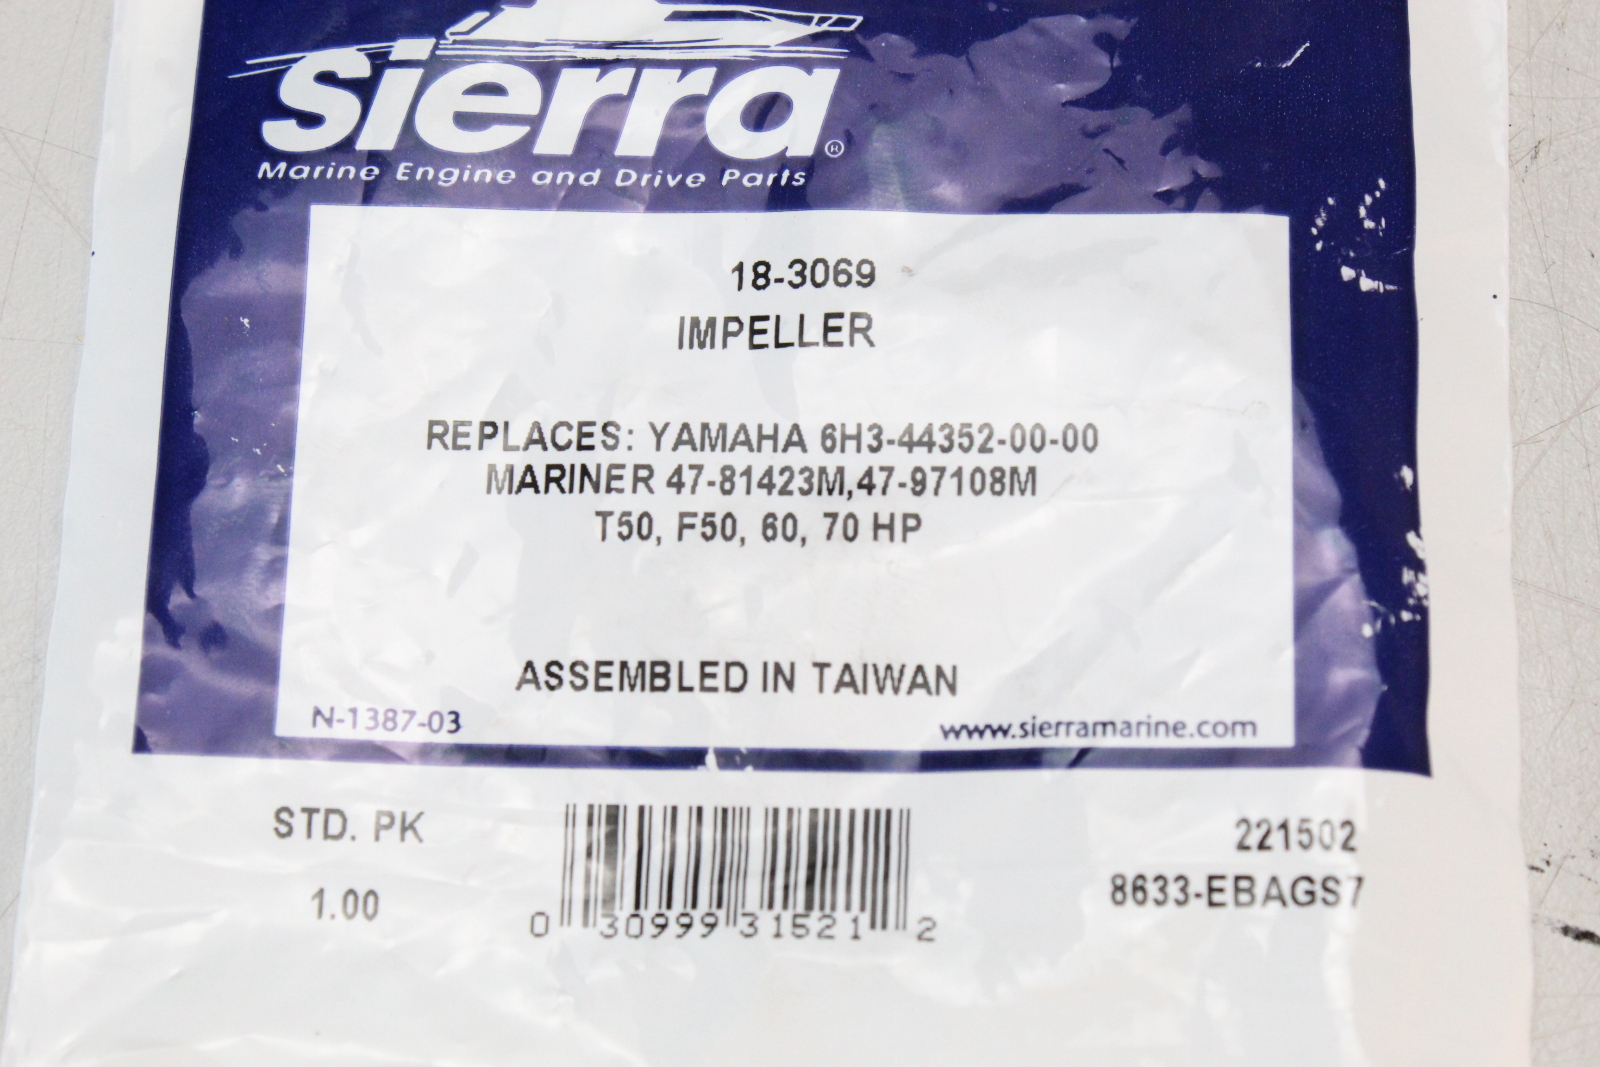 sierra®
Marine Engine and Drive Parts
18-3069
IMPELLER
REPLACES: YAMAHA 6H3-44352-00-00
MARINER 47-81423M,47-97108M
T50, F50, 60, 70 HP
ASSEMBLED IN TAIWAN
N-1387-03
www.sierramarine.com
STD. PK
1.00
0 30999 31521 2
221502
8633-EBAGS7